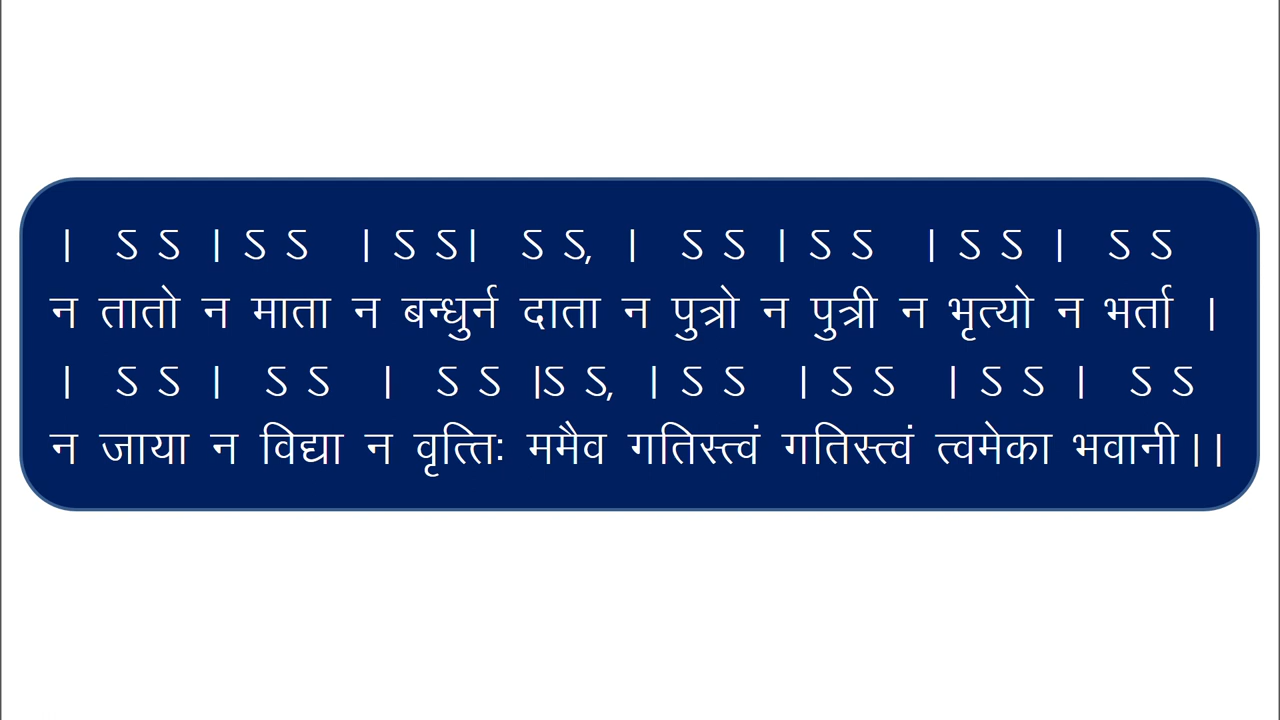 । ऽ ऽ । ऽ ऽ । ऽ ऽ । ऽ ऽ, । ऽ ऽ । ऽ ऽ । ऽ ऽ । ऽ ऽ
न तातो न माता न बन्धुर्न दाता न पुत्रो न पुत्री न भृत्यो न भर्ता ।
। ऽ ऽ । ऽ ऽ । ऽ ऽ ।ऽ ऽ, । ऽ ऽ । ऽ ऽ । ऽ ऽ । ऽ ऽ
न जाया न विद्या न वृत्तिः ममैव गतिस्त्वं गतिस्त्वं त्वमेका भवानी।।